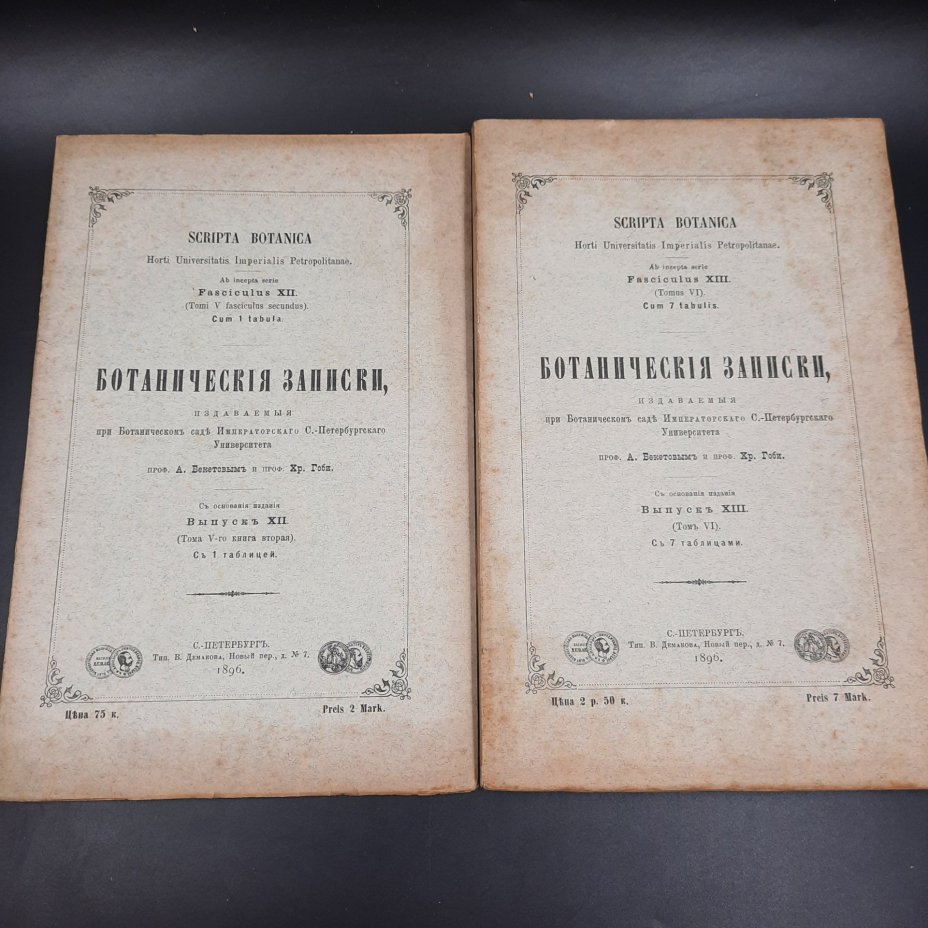 SCRIPTA BOTANICA
Horti Universitatis Imperialis Petropolitanae.
Ab incepta serie
Fasciculus XII.
(Tomi V fasciculus secundus).
Cum 1 tabula.
БОТАНИЧЕСКІЯ ЗАПИСКИ,
ИЗДАВАЕМЫЯ
при Ботаническомъ садѣ Императорскаго С.-Петербургскаго
Университета
проф. А. Бекетовымъ и проф. Хр. Гоби.
Съ основанія изданія
Выпускъ XII.
(Тома V-го книга вторая).
Съ 1 таблицей.
С.-ПЕТЕРБУРГЪ.
Тип. В. Демакова, Новый пер., д. № 7.
1896.
Цѣна 75 к.
Preis 2 Mark.
SCRIPTA BOTANICA
Horti Universitatis Imperialis Petropolitanae.
Ab incepta serie
Fasciculus XIII.
(Tomus VI).
Cum 7 tabulis.
БОТАНИЧЕСКІЯ ЗАПИСКИ,
ИЗДАВАЕМЫЯ
при Ботаническомъ садѣ Императорскаго С.-Петербургскаго
Университета
проф. А. Бекетовымъ и проф. Хр. Гоби.
Съ основанія изданія
Выпускъ XIII.
(Томъ VI).
Съ 7 таблицами.
С.-ПЕТЕРБУРГЪ.
Тип. В. Демакова, Новый пер., д. № 7.
1896.
Цѣна 2 р. 50 к.
Preis 7 Mark.